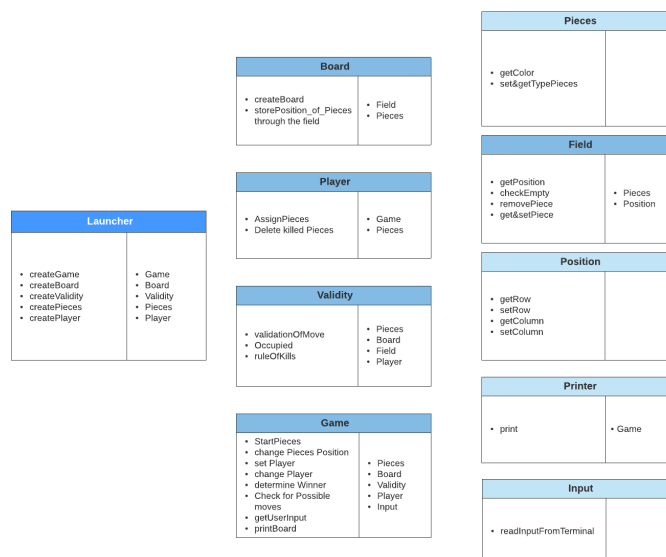 Launcher
• createGame
• createBoard
• createValidity
• createPieces
• createPlayer
• Game
• Board
• Validity
• Pieces
• Player
Board
• createBoard
• storePosition_of_Pieces
through the field
• Field
• Pieces
Player
• AssignPieces
• Delete killed Pieces
• Game
• Pieces
Validity
• validationOfMove
• Occupied
• ruleOfKills
• Pieces
• Board
• Field
• Player
Game
• StartPieces
• change Pieces Position
• set Player
• change Player
• determine Winner
• Check for Possible
moves
• getUserInput
• printBoard
• Pieces
• Board
• Validity
• Player
• Input
Pieces
• getColor
• set&getTypePieces
Field
• getPosition
• checkEmpty
• removePiece
• get&setPiece
• Pieces
• Position
Position
• getRow
• setRow
• getColumn
• setColumn
Printer
• print
• Game
Input
• readInputFromTerminal